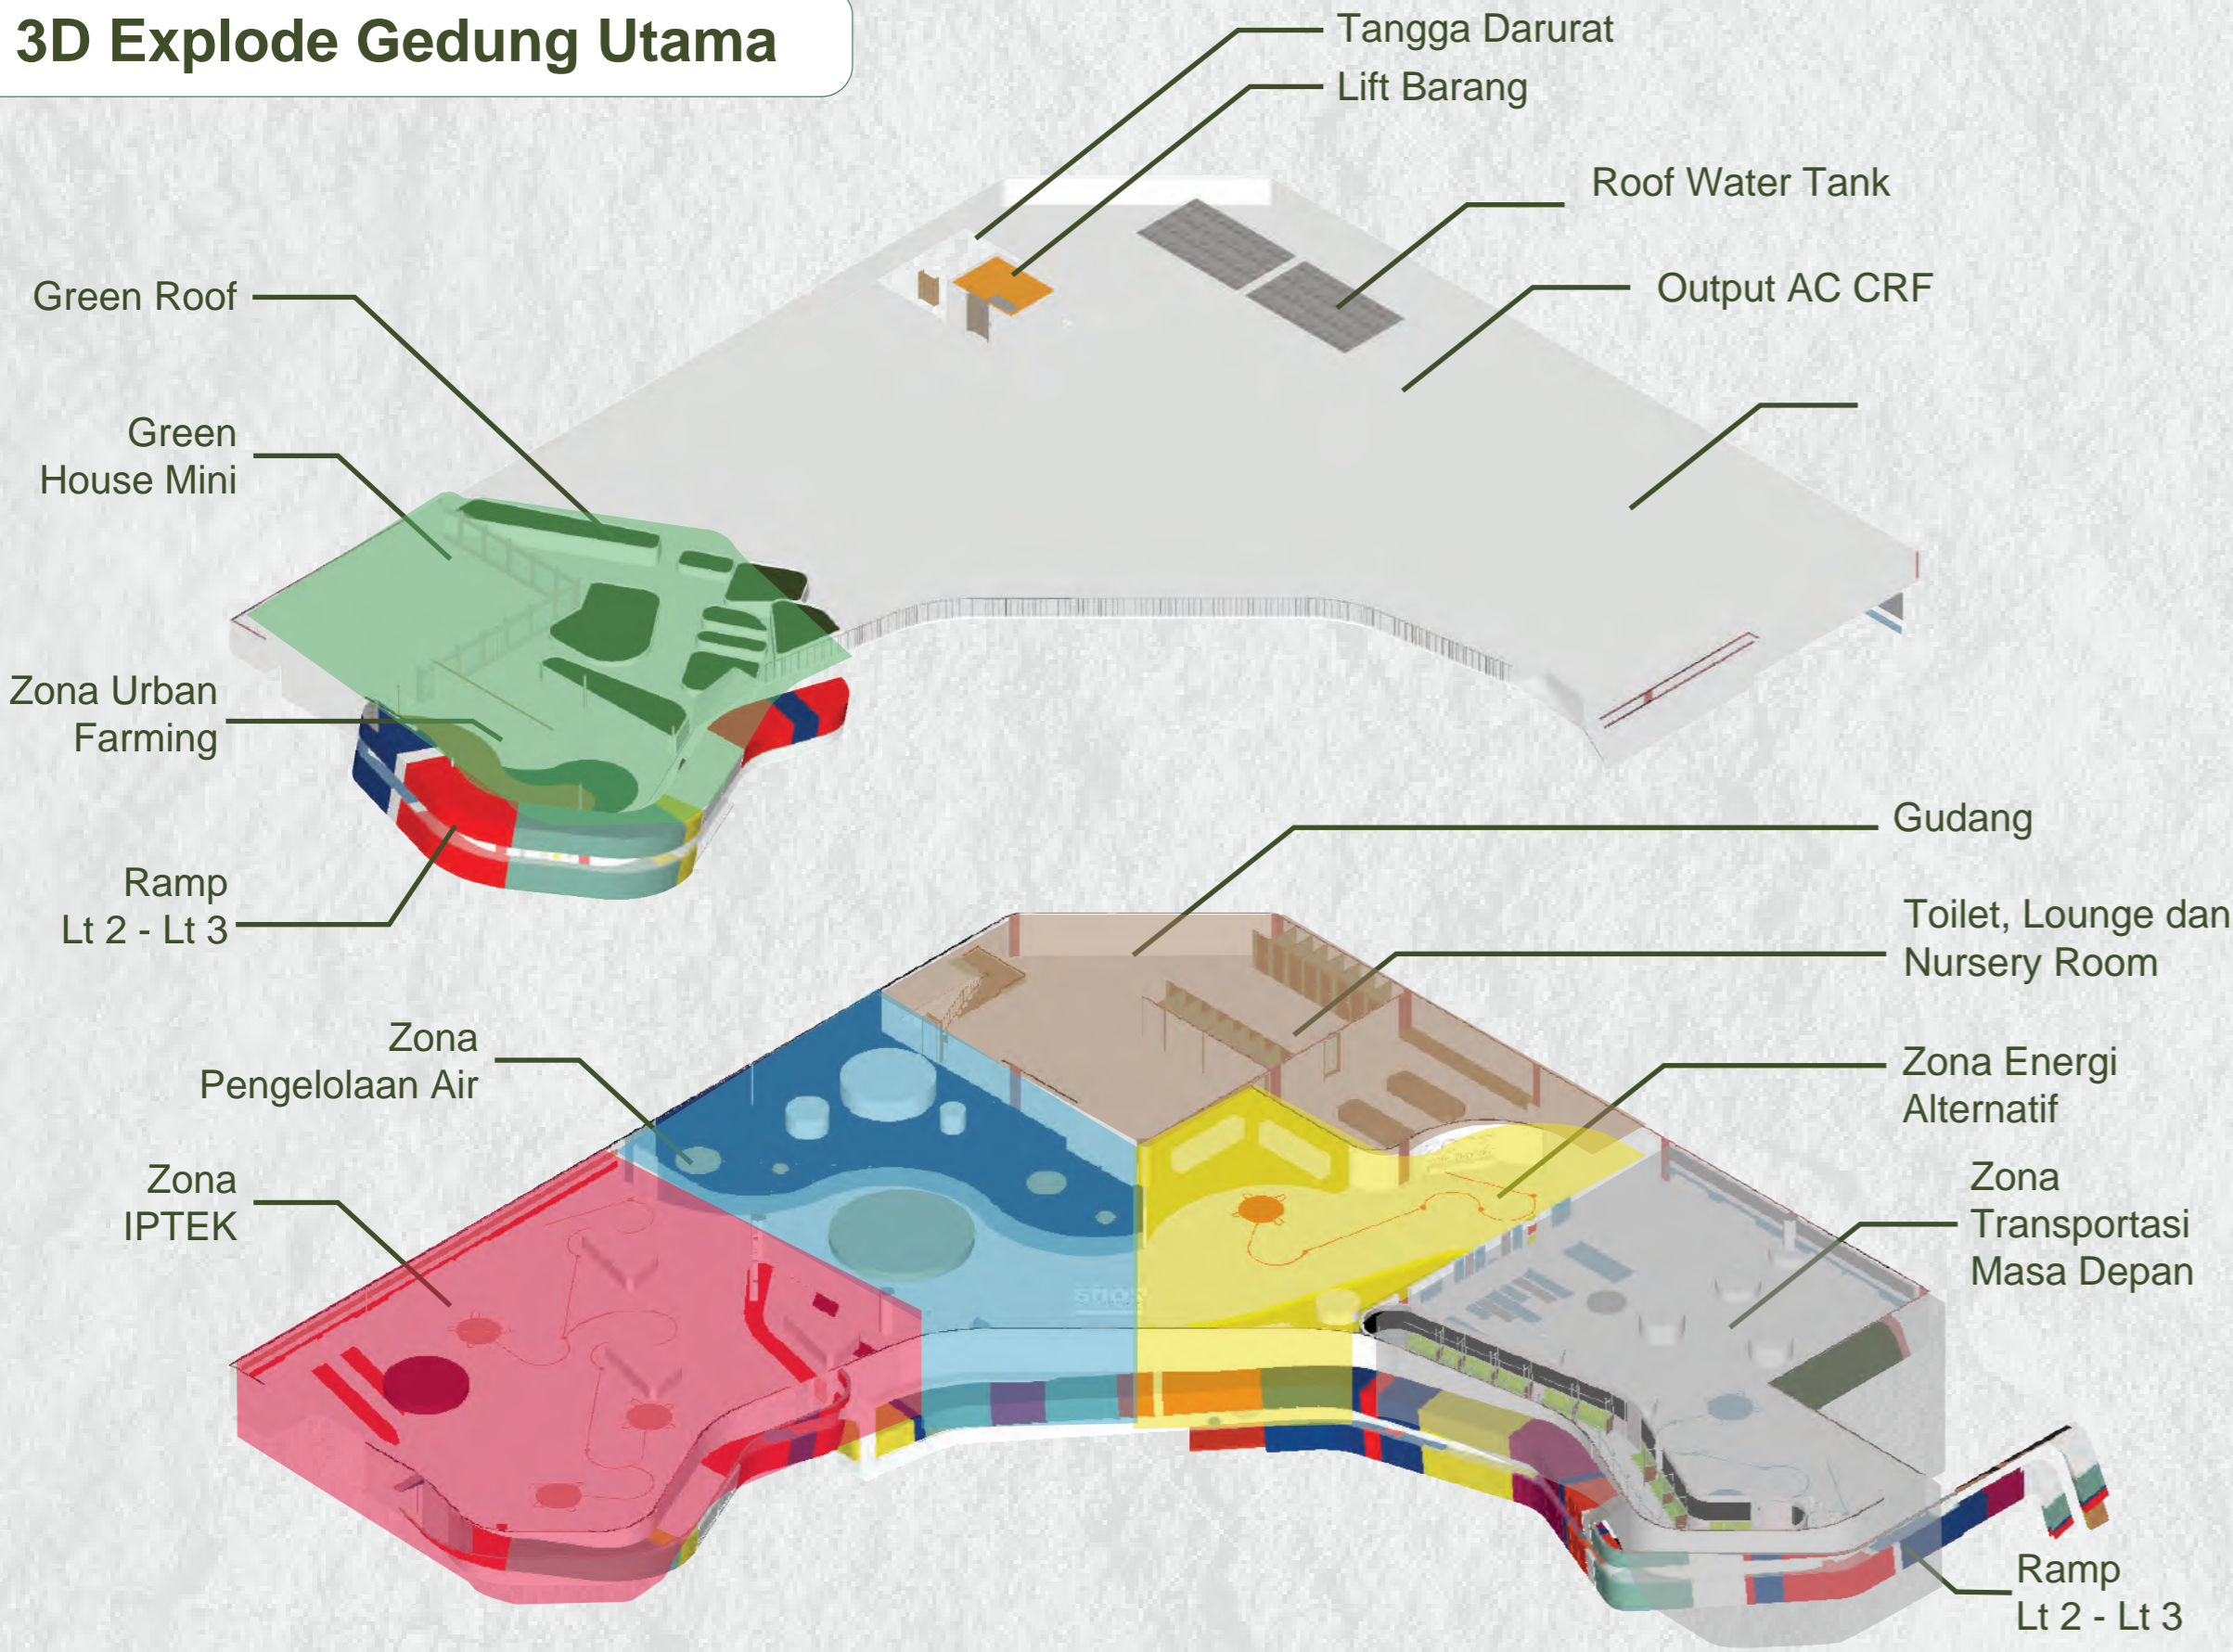 3D Explode Gedung Utama
Tangga Darurat
Lift Barang
Roof Water Tank
Output AC CRF
Green Roof
Green
House Mini
Zona Urban
Farming
Ramp
Lt 2 - Lt 3
Gudang
Toilet, Lounge dan
Nursery Room
Zona
Pengelolaan Air
Zona Energi
Alternatif
Zona
IPTEK
Zona
Transportasi
Masa Depan
Ramp
Lt 2 - Lt 3